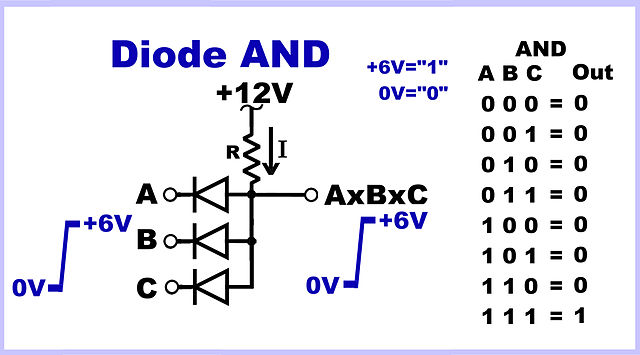 Diode AND
+12V
R
I
A
AxBxC
B
C
+6V
0V
+6V
0V
+6V="1"
0V="0"
AND
A B C Out
0 0 0 = 0
0 0 1 = 0
0 1 0 = 0
0 1 1 = 0
1 0 0 = 0
1 0 1 = 0
1 1 0 = 0
1 1 1 = 1